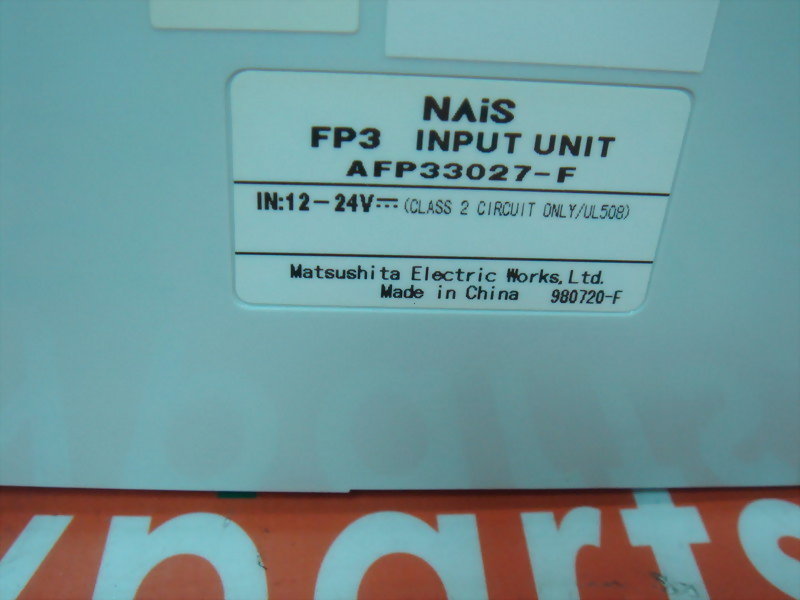 NAiS
FP3 INPUT UNIT
AFP33027-F
IN:12-24V⎓ (CLASS 2 CIRCUIT ONLY/UL508)
Matsushita Electric Works, Ltd.
Made in China 980720-F
parts